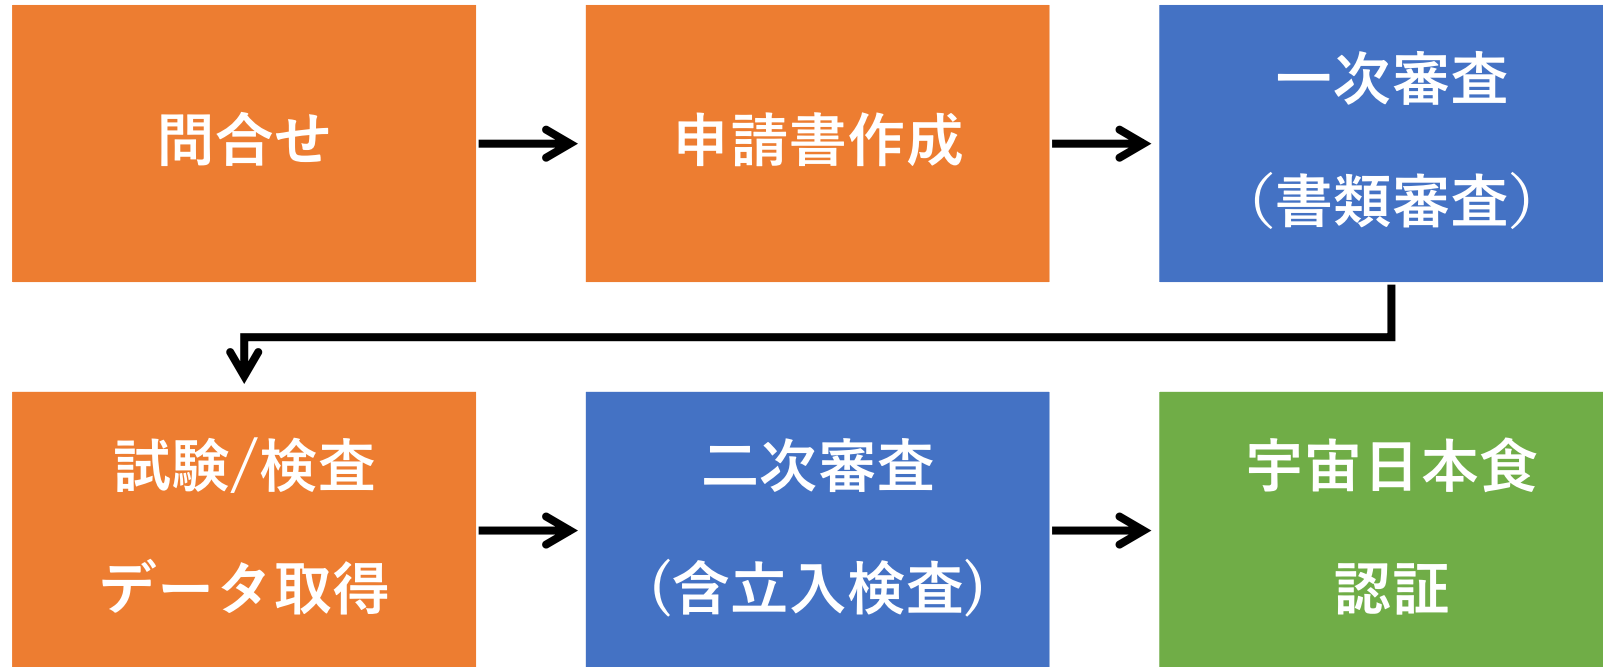 問合せ
申請書作成
一次審査
（書類審査）
試験/検査
データ取得
二次審査
（含立入検査）
宇宙日本食
認証